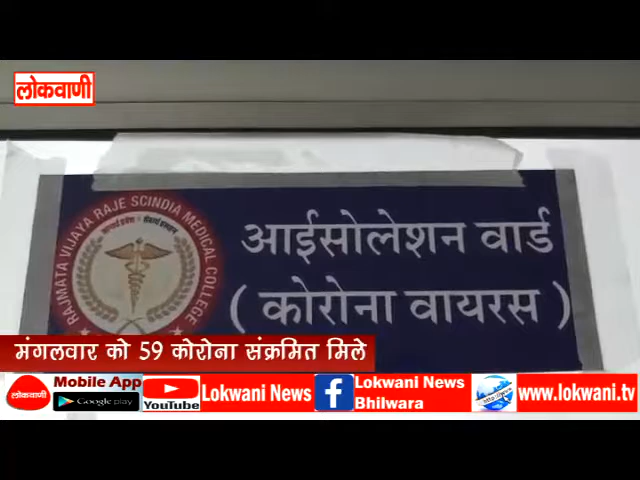 लोकवाणी
RAJMATA VIJAYA RAJE SCINDIA MEDICAL COLLEGE
आईसोलेशन वार्ड
( कोरोना वायरस )
मंगलवार को 59 कोरोना संक्रमित मिले
लोकवाणी
Mobile App
Google play
YouTube
Lokwani News
Lokwani News
Bhilwara
www.lokwani.tv